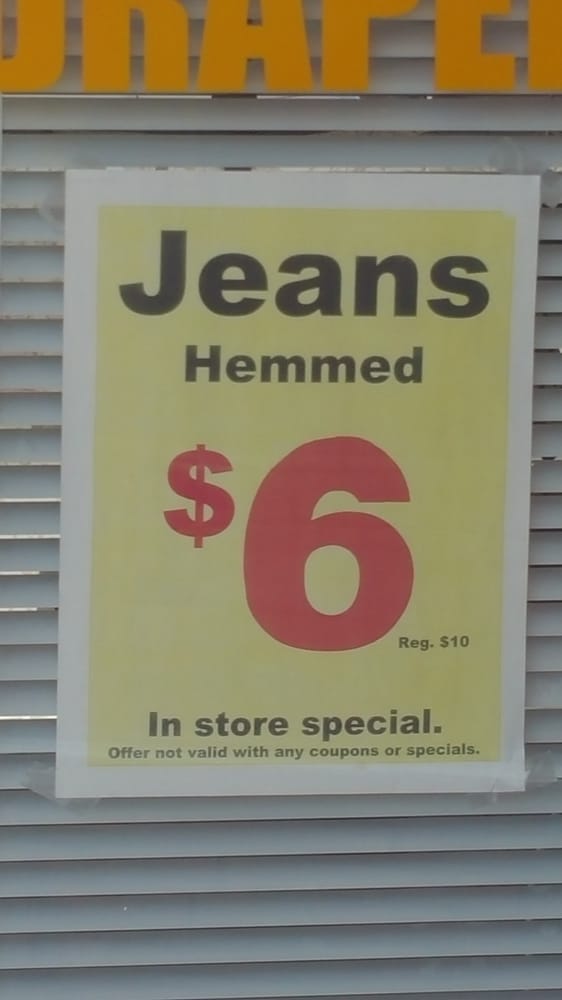 Jeans
Hemmed
$6
Reg. $10
In store special.
Offer not valid with any coupons or specials.